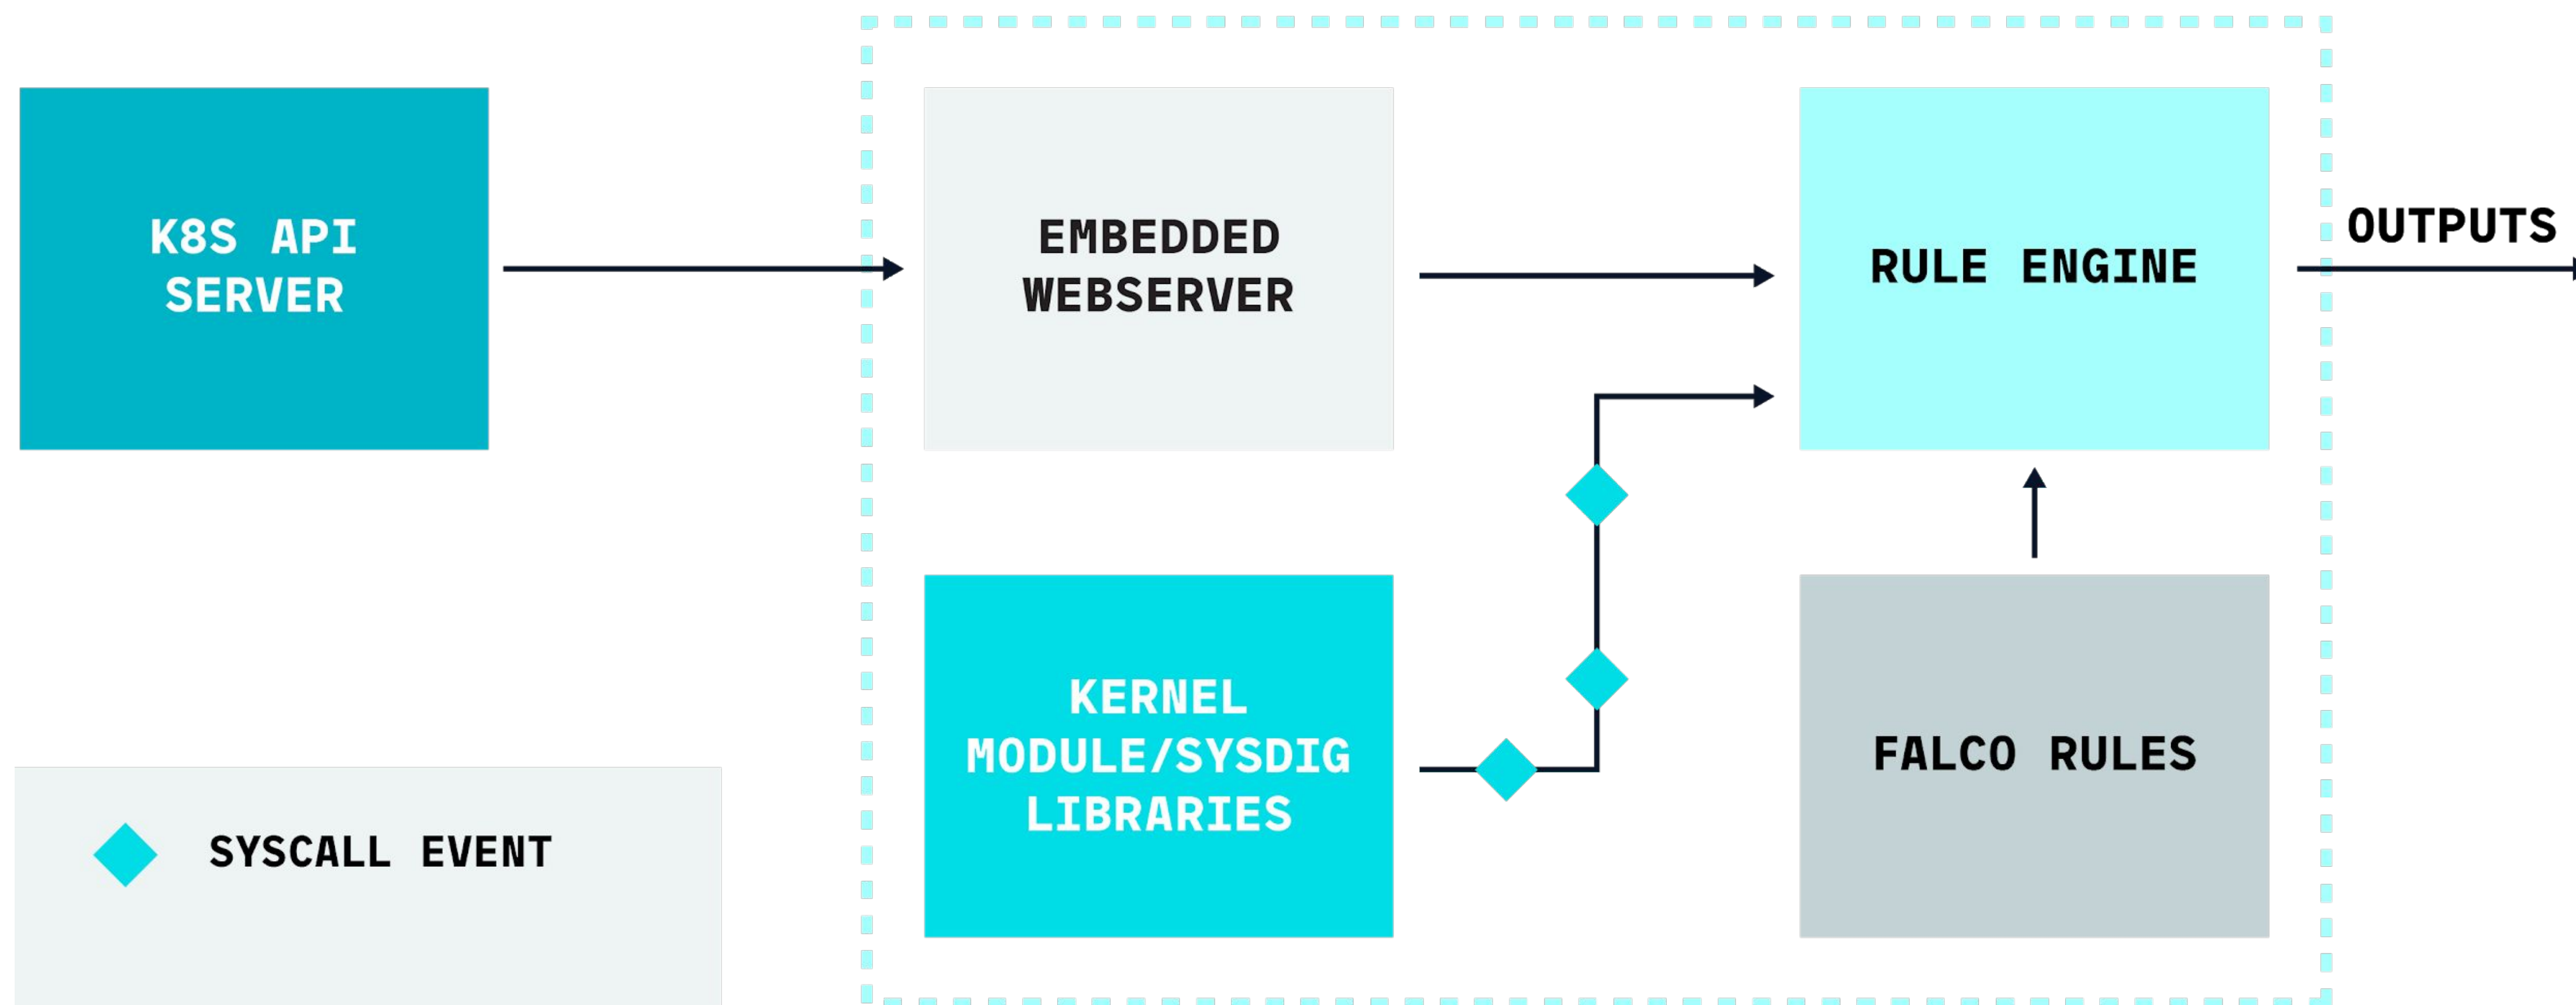 K8S API
SERVER
EMBEDDED
WEBSERVER
RULE ENGINE
OUTPUTS
KERNEL
MODULE/SYSDIG
LIBRARIES
FALCO RULES
SYSCALL EVENT